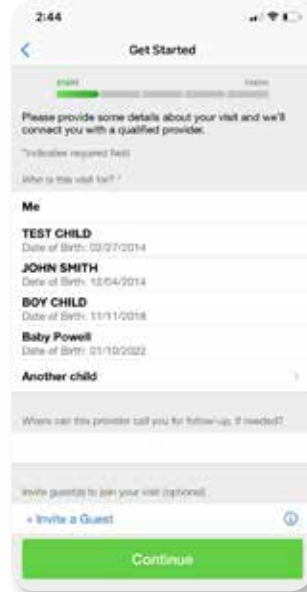 2:44
Get Started
START FINISH
Please provide some details about your visit and we'll
connect you with a qualified provider.
*Indicates required field
Who is this visit for? *
Me
TEST CHILD
Date of Birth: 02/27/2014
JOHN SMITH
Date of Birth: 12/04/2014
BOY CHILD
Date of Birth: 11/11/2018
Baby Powell
Date of Birth: 01/10/2022
Another child
Where can this provider call you for follow-up, if needed?
Invite guest(s) to join your visit (optional)
+ Invite a Guest
Continue